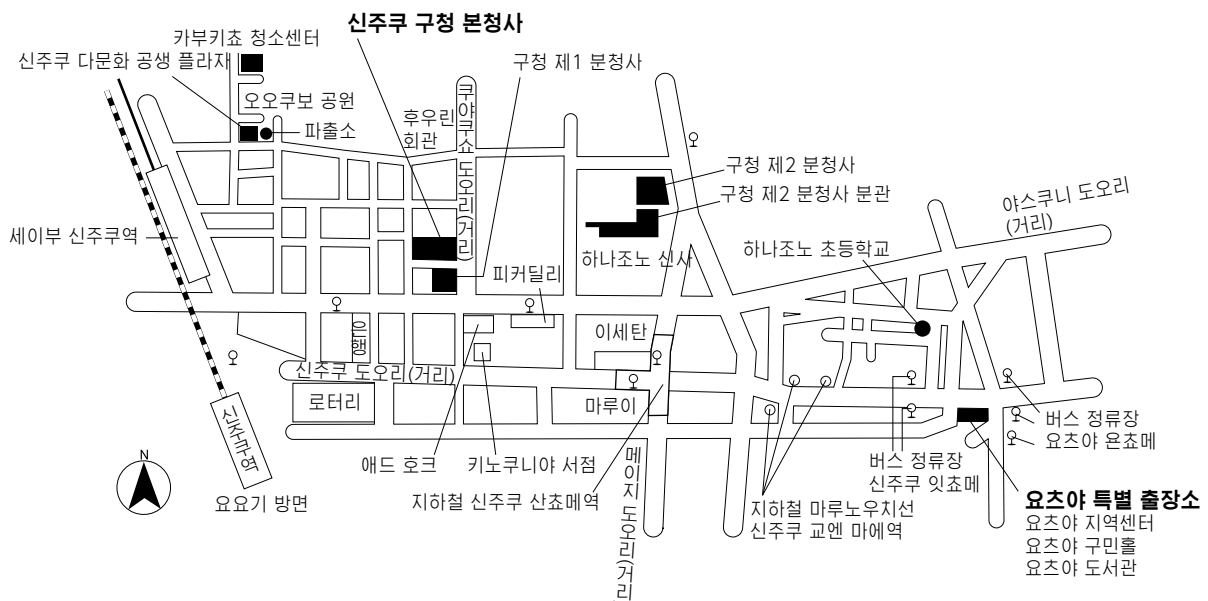 신주쿠 구청 본청사
카부키쵸 청소센터
신주쿠 다문화 공생 플라자
구청 제1 분청사
오오쿠보 공원
파출소
후우린
회관
쿠야쿠쇼 도오리(거리)
구청 제2 분청사
구청 제2 분청사 분관
야스쿠니 도오리
(거리)
세이부 신주쿠역
하나조노 신사
하나조노 초등학교
피커딜리
은행
이세탄
신주쿠 도오리(거리)
로터리
마루이
신주쿠역
애드 호크
키노쿠니야 서점
지하철 신주쿠 산쵸메역
메이지 도오리(거리
버스 정류장
신주쿠 잇쵸메
버스 정류장
요츠야 욘쵸메
지하철 마루노우치선
신주쿠 교엔 마에역
N
요요기 방면
요츠야 특별 출장소
요츠야 지역센터
요츠야 구민홀
요츠야 도서관